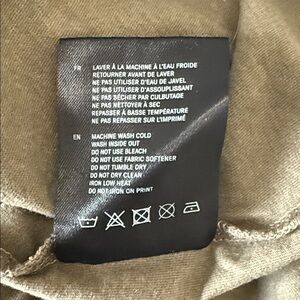 FR LAVER À LA MACHINE À L'EAU FROIDE
RETOURNER AVANT DE LAVER
NE PAS UTILISER D'EAU DE JAVEL
NE PAS UTILISER D'ASSOUPLISSANT
NE PAS SÉCHER PAR CULBUTAGE
NE PAS NETTOYER À SEC
REPASSER À BASSE TEMPÉRATURE
NE PAS REPASSER SUR L'IMPRIMÉ
EN MACHINE WASH COLD
WASH INSIDE OUT
DO NOT USE BLEACH
DO NOT USE FABRIC SOFTENER
DO NOT TUMBLE DRY
DO NOT DRY CLEAN
IRON LOW HEAT
DO NOT IRON ON PRINT